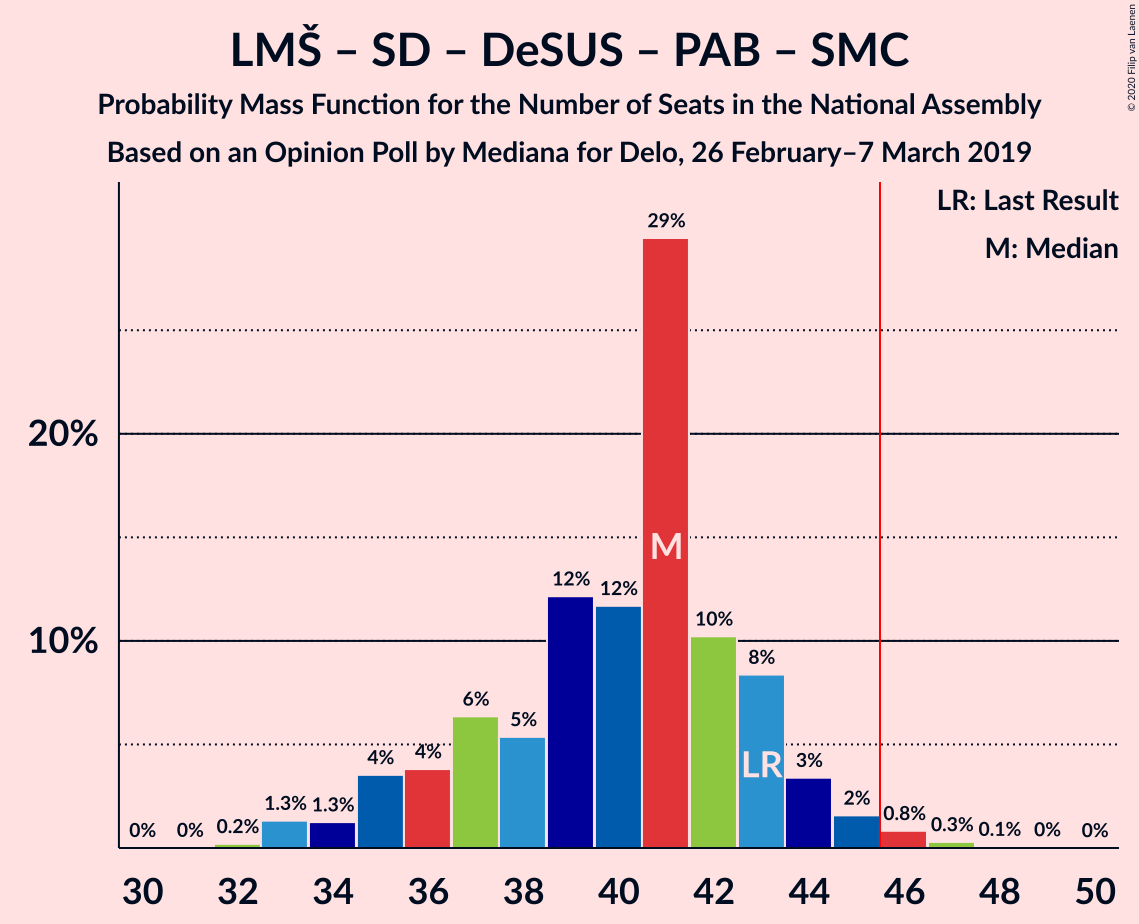 LMŠ – SD – DeSUS – PAB – SMC
Probability Mass Function for the Number of Seats in the National Assembly
Based on an Opinion Poll by Mediana for Delo, 26 February–7 March 2019
© 2020 Filip van Laenen
LR: Last Result
M: Median
20%
10%
0% 0% 0.2% 1.3% 1.3% 4% 4% 6% 5% 12% 12% 29% 10% 8% 3% 2% 0.8% 0.3% 0.1% 0% 0%
M
LR
30 32 34 36 38 40 42 44 46 48 50